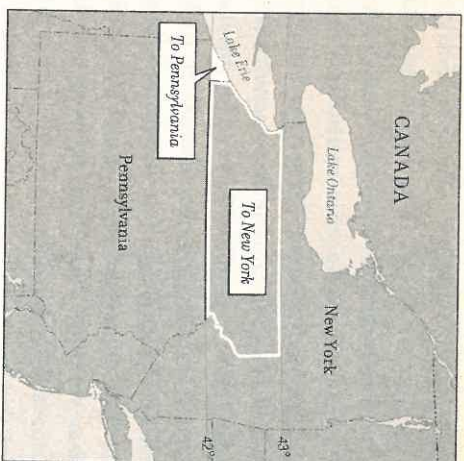 CANADA
Lake Ontario
New York
Lake Erie
To New York
To Pennsylvania
Pennsylvania
43°
42°